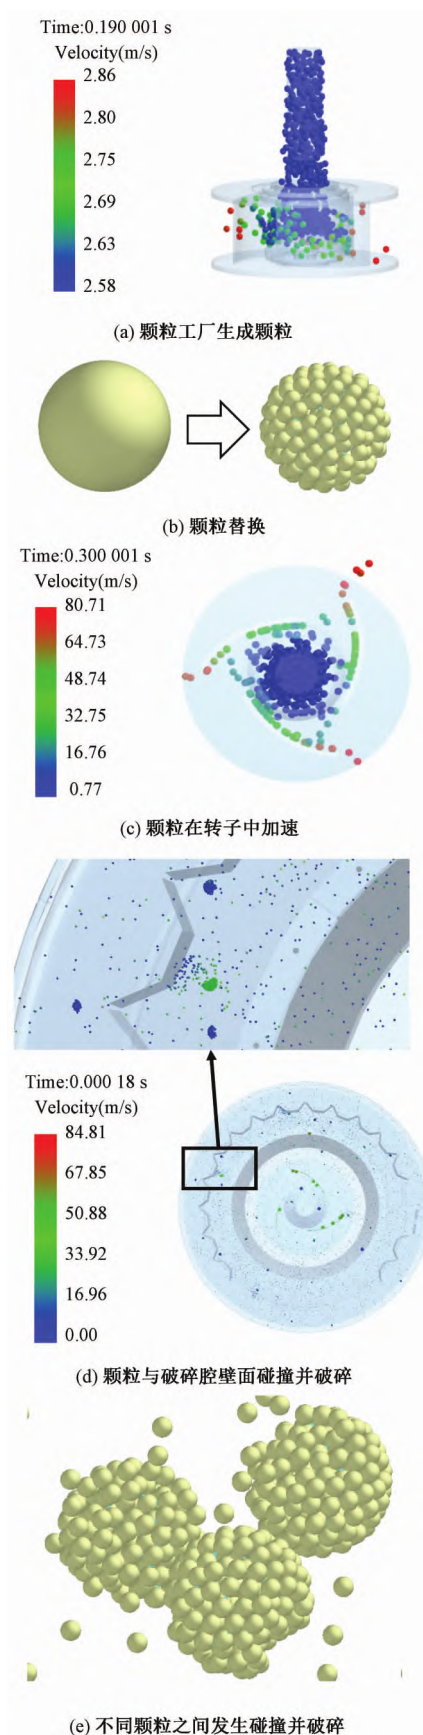 Time:0.190 001 s
Velocity(m/s)
2.86
2.80
2.75
2.69
2.63
2.58
(a) 颗粒工厂生成颗粒
(b) 颗粒替换
Time:0.300 001 s
Velocity(m/s)
80.71
64.73
48.74
32.75
16.76
0.77
(c) 颗粒在转子中加速
Time:0.000 18 s
Velocity(m/s)
84.81
67.85
50.88
33.92
16.96
0.00
(d) 颗粒与破碎腔壁面碰撞并破碎
(e) 不同颗粒之间发生碰撞并破碎